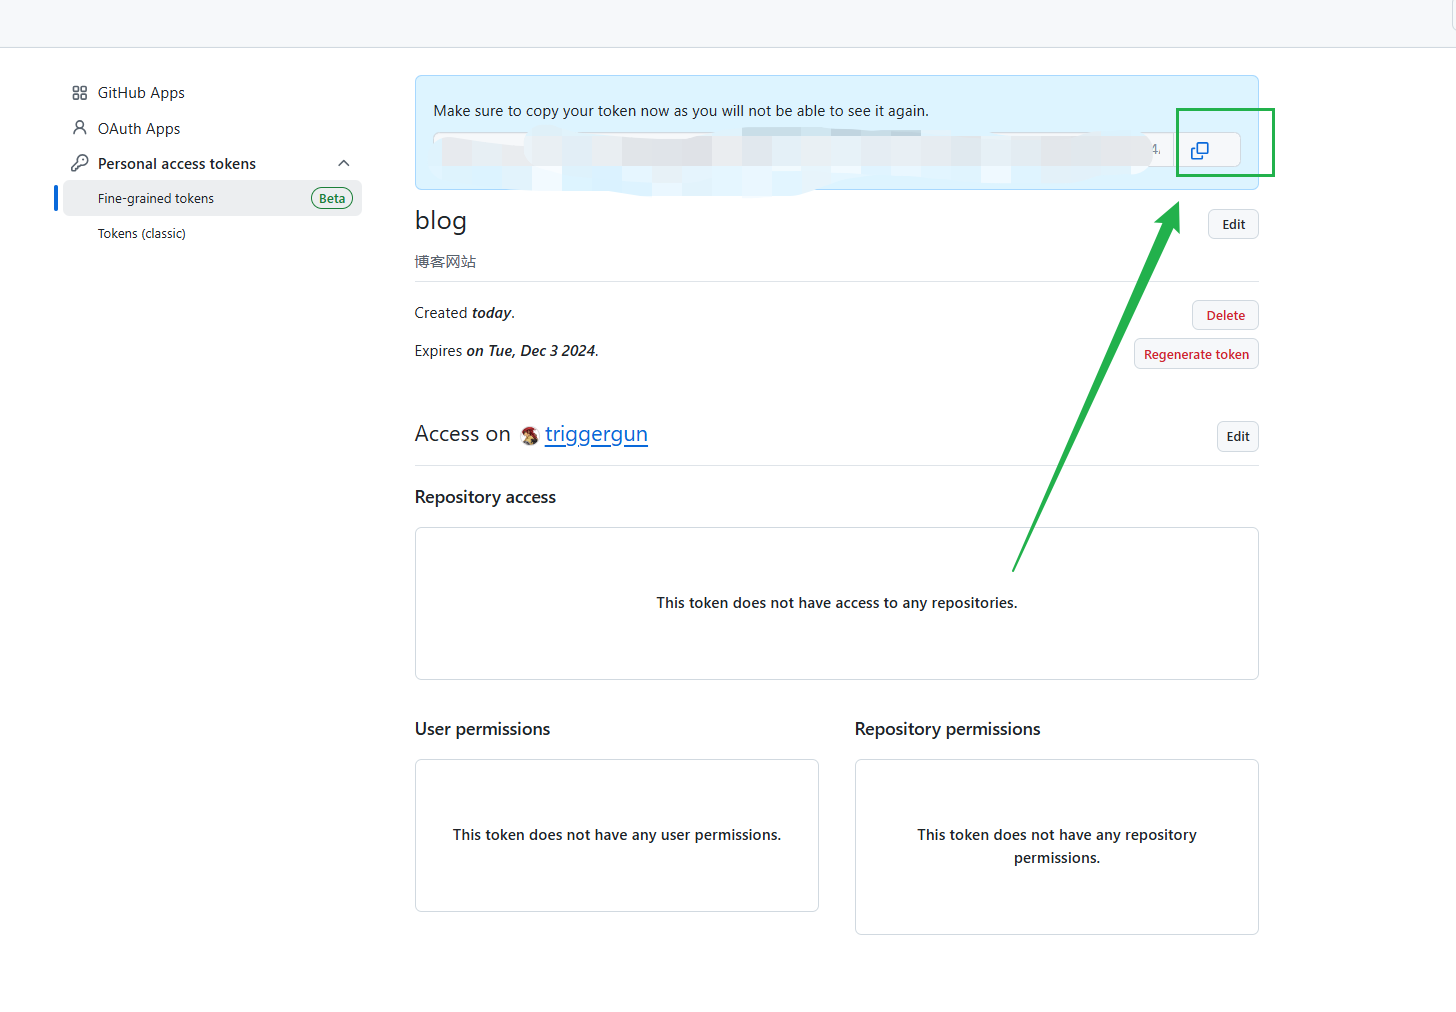 GitHub Apps
OAuth Apps
Personal access tokens
Fine-grained tokens Beta
Tokens (classic)
Make sure to copy your token now as you will not be able to see it again.
blog
Edit
博客网站
Created today.
Delete
Expires on Tue, Dec 3 2024.
Regenerate token
Access on triggergun
Edit
Repository access
This token does not have access to any repositories.
User permissions
This token does not have any user permissions.
Repository permissions
This token does not have any repository
permissions.